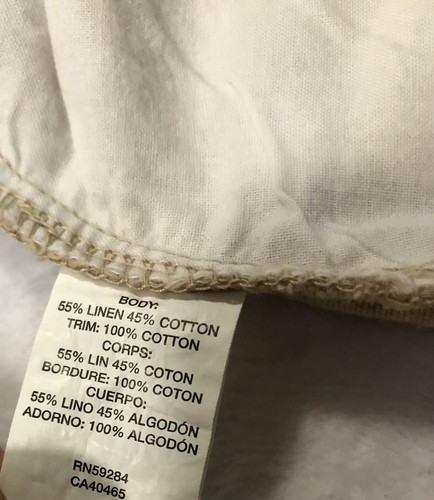 BODY:
55% LINEN 45% COTTON
TRIM: 100% COTTON
CORPS:
55% LIN 45% COTON
BORDURE: 100% COTON
CUERPO:
55% LINO 45% ALGODÓN
ADORNO: 100% ALGODÓN
RN59284
CA40465